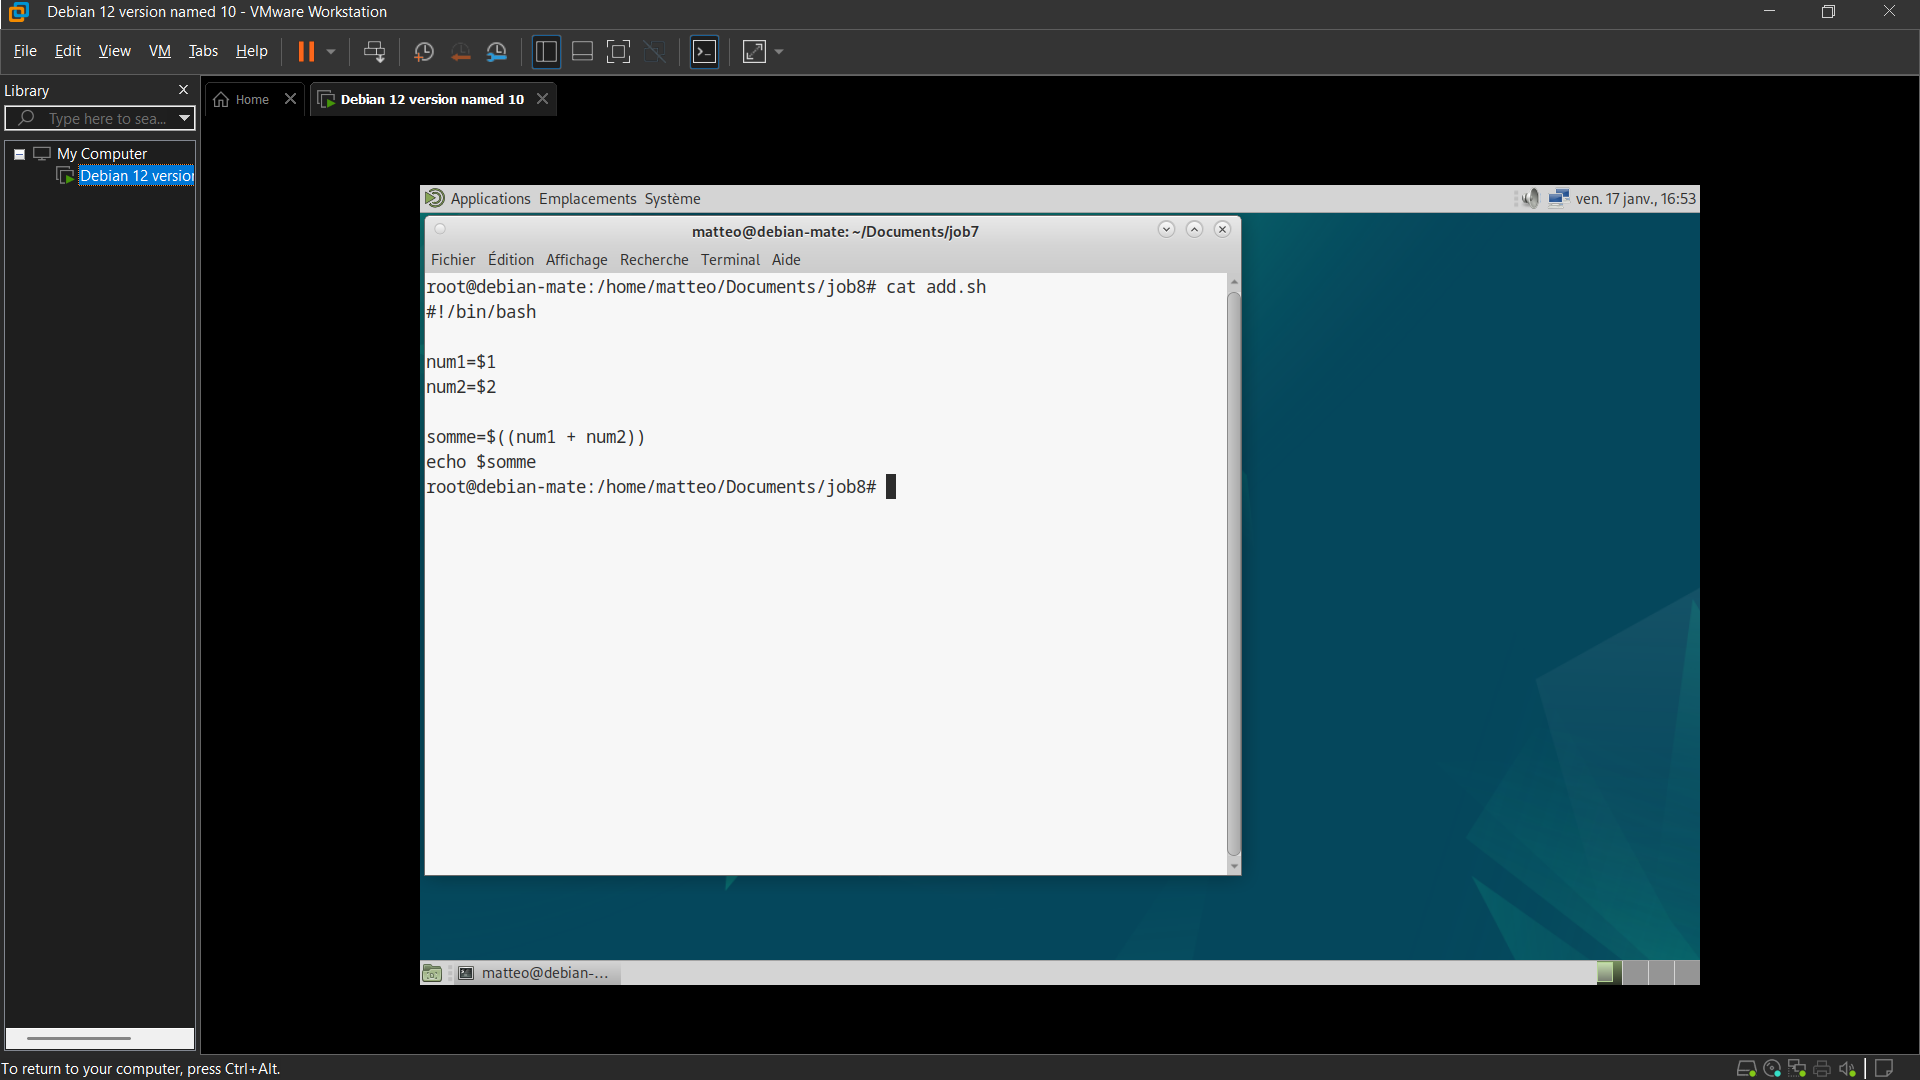 Debian 12 version named 10 - VMware Workstation
File Edit View VM Tabs Help
Library
Type here to sea...
Home
Debian 12 version named 10
My Computer
Debian 12 version
Applications Emplacements Système
ven. 17 janv., 16:53
matteo@debian-mate: ~/Documents/job7
Fichier Édition Affichage Recherche Terminal Aide
root@debian-mate:/home/matteo/Documents/job8# cat add.sh
#!/bin/bash
num1=$1
num2=$2
somme=$((num1 + num2))
echo $somme
root@debian-mate:/home/matteo/Documents/job8#
matteo@debian-...
To return to your computer, press Ctrl+Alt.